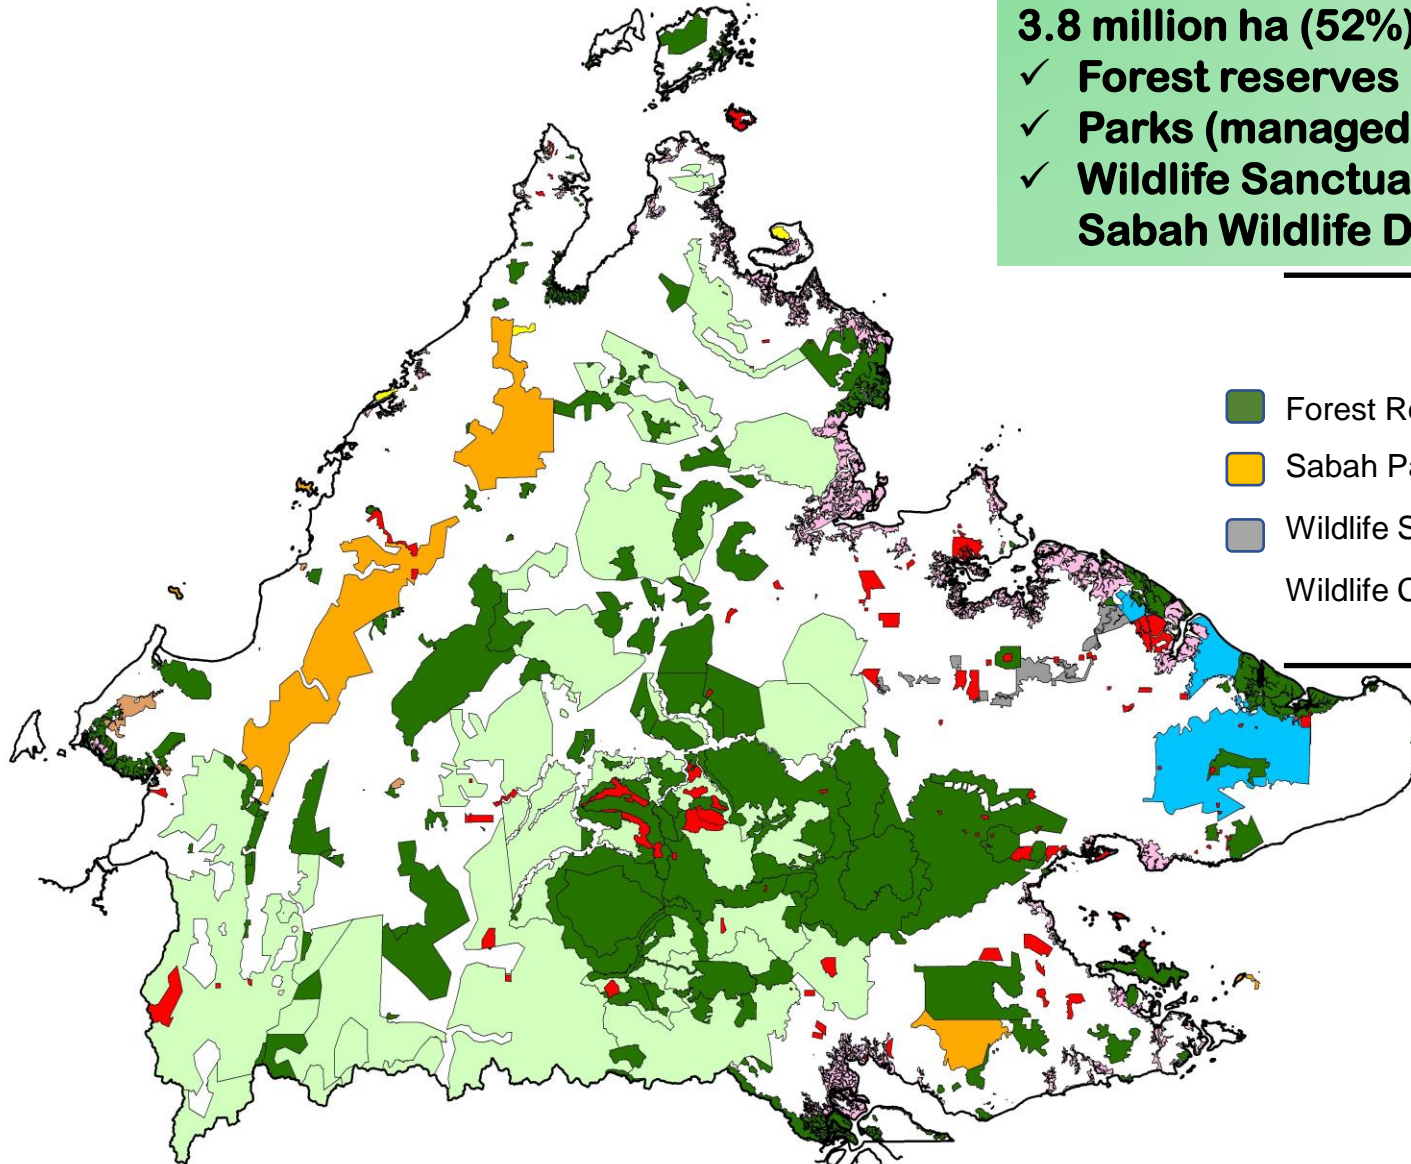 3.8 million ha (52%)
✓ Forest reserves
✓ Parks (managed
✓ Wildlife Sanctua
Sabah Wildlife D
Forest Re
Sabah Pa
Wildlife S
Wildlife C